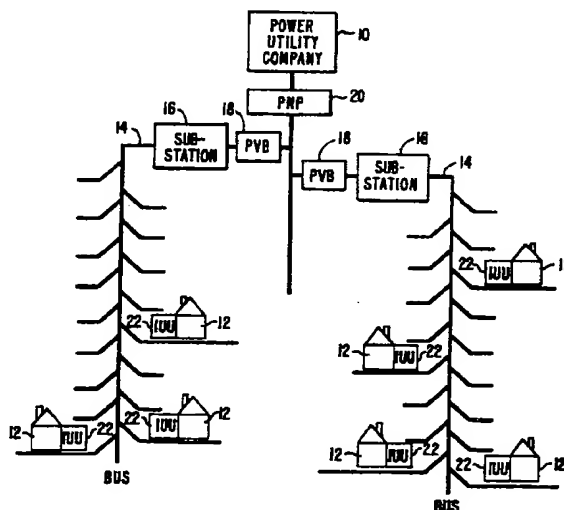 POWER
UTILITY
COMPANY
10
PNP
20
16
18
14
SUB-
STATION
PVB
18
16
14
PVB
SUB-
STATION
22
IUU
1
22
IUU
12
12
IUU
22
12
IUU
22
22
IUU
12
12
IUU
22
22
IUU
12
BUS
BUS